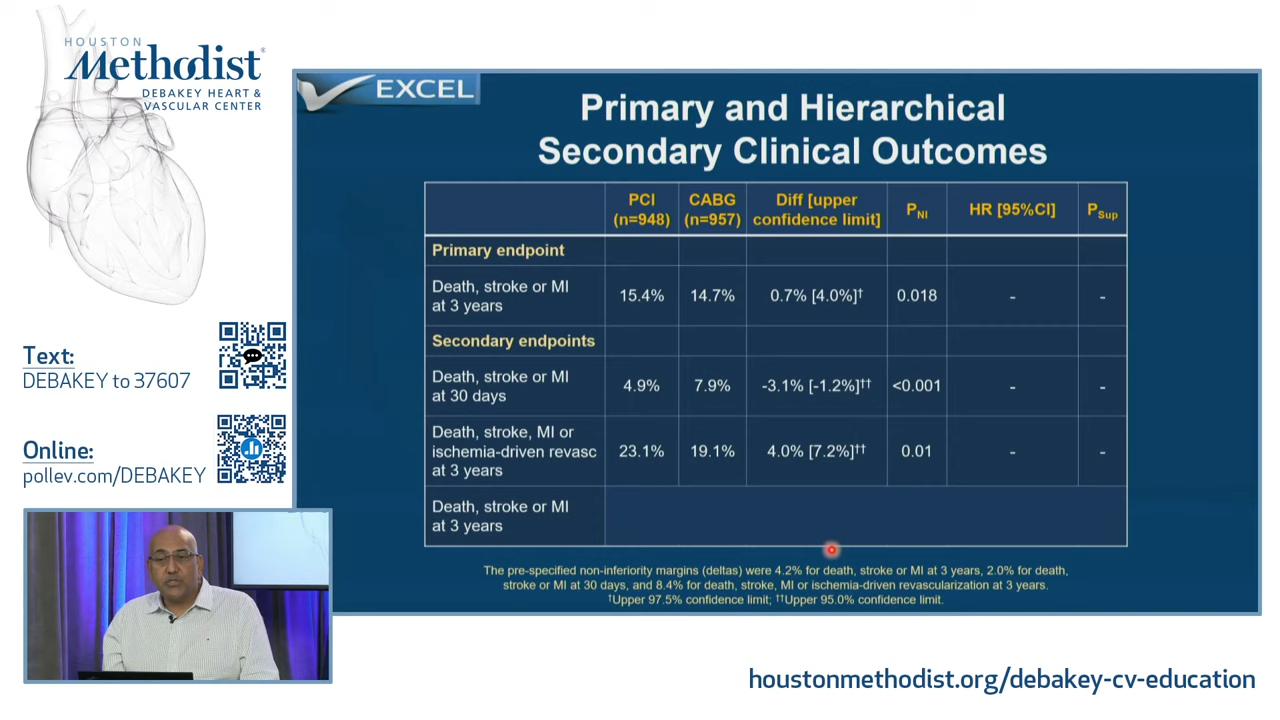 HOUSTON
Methodist®
DEBAKEY HEART &
VASCULAR CENTER
Text:
DEBAKEY to 37607
Online:
pollev.com/DEBAKEY
EXCEL
Primary and Hierarchical
Secondary Clinical Outcomes
PCI (n=948) CABG (n=957) Diff [upper confidence limit] PNI HR [95%CI] PSup
Primary endpoint
Death, stroke or MI at 3 years 15.4% 14.7% 0.7% [4.0%]† 0.018 - -
Secondary endpoints
Death, stroke or MI at 30 days 4.9% 7.9% -3.1% [-1.2%]†† <0.001 - -
Death, stroke, MI or ischemia-driven revasc at 3 years 23.1% 19.1% 4.0% [7.2%]†† 0.01 - -
Death, stroke or MI at 3 years
The pre-specified non-inferiority margins (deltas) were 4.2% for death, stroke or MI at 3 years, 2.0% for death,
stroke or MI at 30 days, and 8.4% for death, stroke, MI or ischemia-driven revascularization at 3 years.
†Upper 97.5% confidence limit; ††Upper 95.0% confidence limit.
houstonmethodist.org/debakey-cv-education